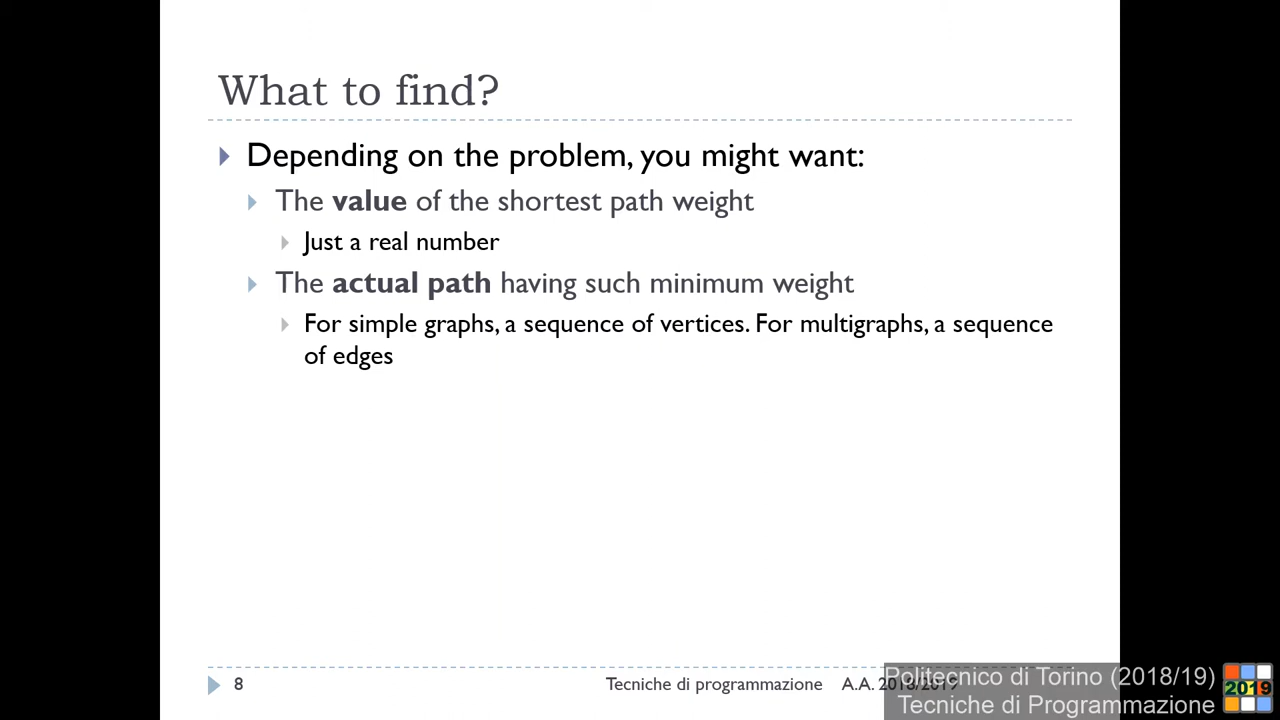 What to find?
Depending on the problem, you might want:
The value of the shortest path weight
Just a real number
The actual path having such minimum weight
For simple graphs, a sequence of vertices. For multigraphs, a sequence
of edges
8
Tecniche di programmazione A.A. 2018/2019
Politecnico di Torino (2018/19)
Tecniche di Programmazione
2019